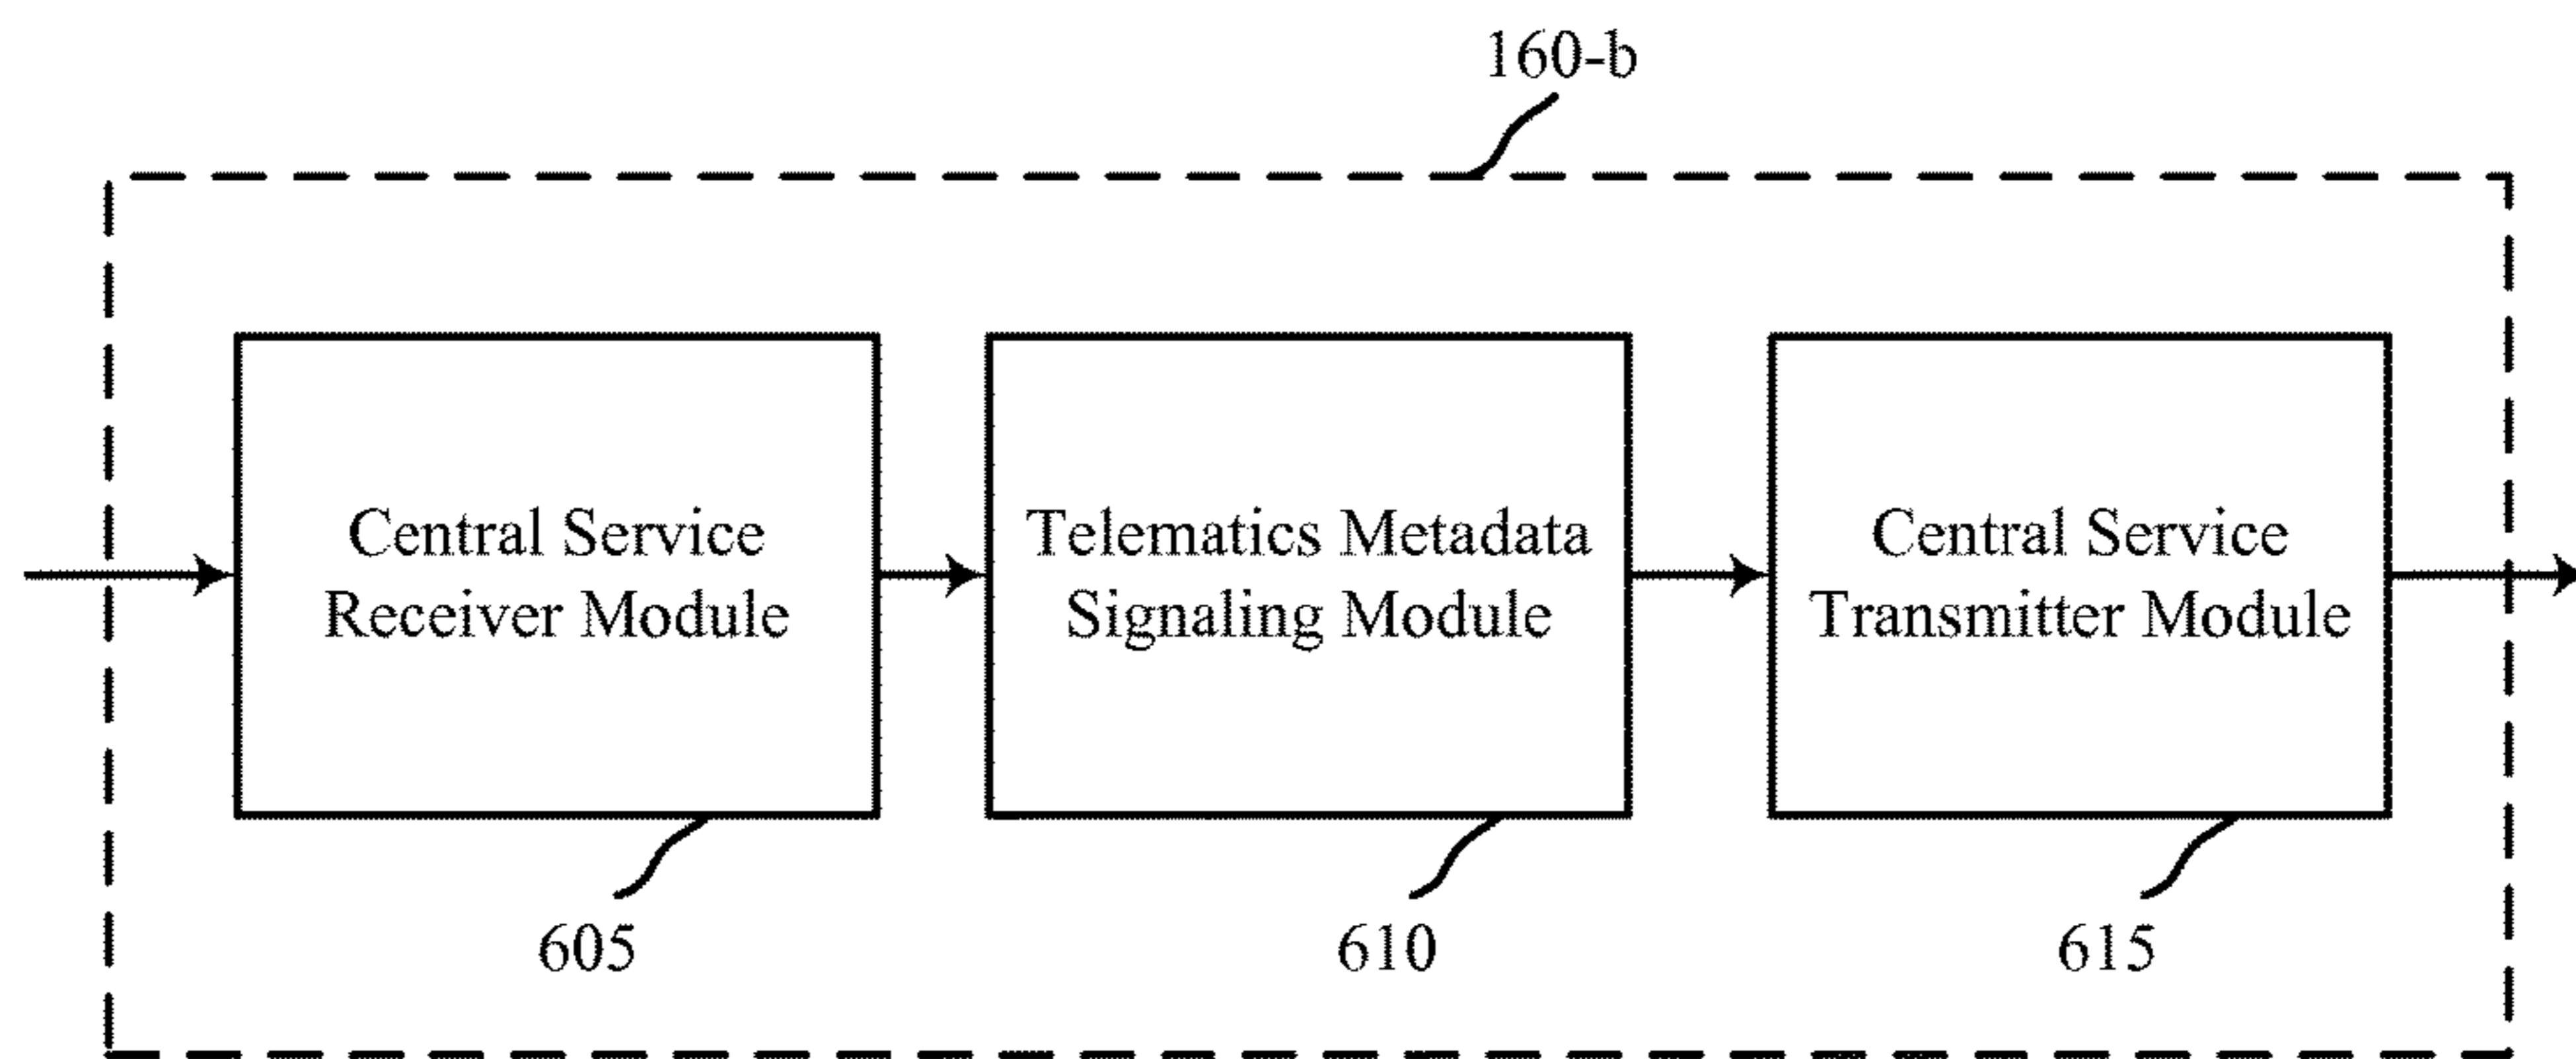 160-b
Central Service
Receiver Module
Telematics Metadata
Signaling Module
Central Service
Transmitter Module
605
610
615